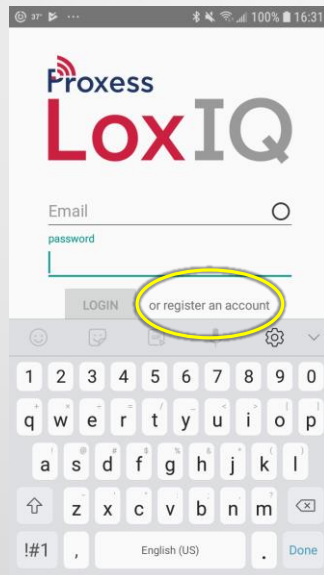 37° ... 100% 16:31
Proxess
LoxIQ
Email
password
LOGIN or register an account
1 2 3 4 5 6 7 8 9 0
q w e r t y u i o p
a s d f g h j k l
z x c v b n m
!#1 , English (US) . Done